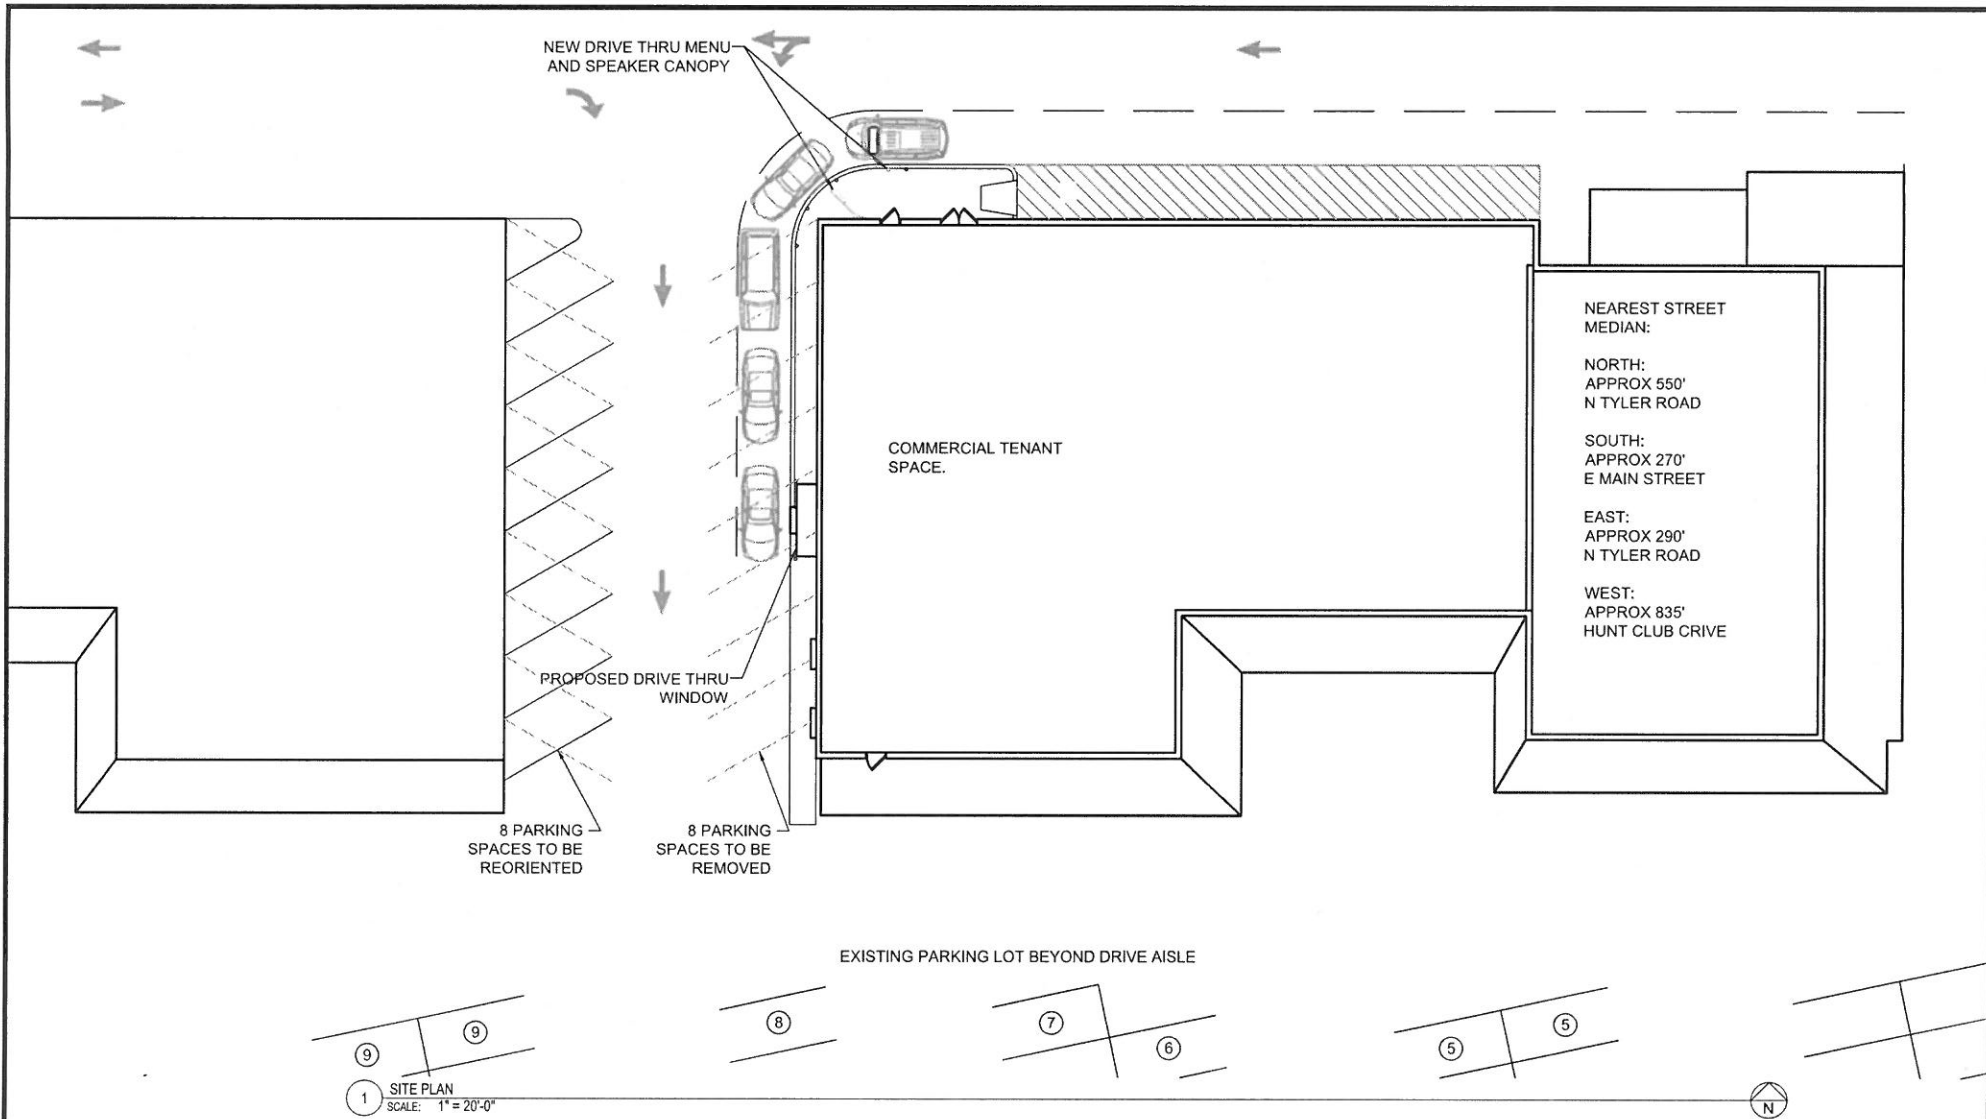 NEW DRIVE THRU MENU
AND SPEAKER CANOPY
NEAREST STREET
MEDIAN:
NORTH:
APPROX 550'
N TYLER ROAD
SOUTH:
APPROX 270'
E MAIN STREET
EAST:
APPROX 290'
N TYLER ROAD
WEST:
APPROX 835'
HUNT CLUB CRIVE
COMMERCIAL TENANT
SPACE.
PROPOSED DRIVE THRU
WINDOW
8 PARKING
SPACES TO BE
REORIENTED
8 PARKING
SPACES TO BE
REMOVED
EXISTING PARKING LOT BEYOND DRIVE AISLE
9
9
8
7
6
5
5
1
SITE PLAN
SCALE: 1" = 20'-0"
N